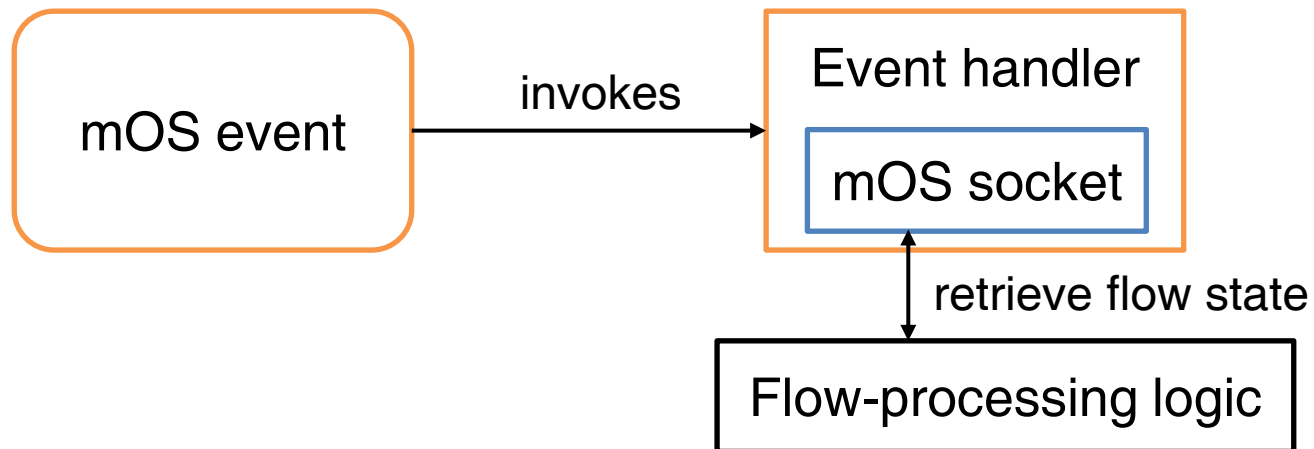 mOS event
invokes
Event handler
mOS socket
retrieve flow state
Flow-processing logic